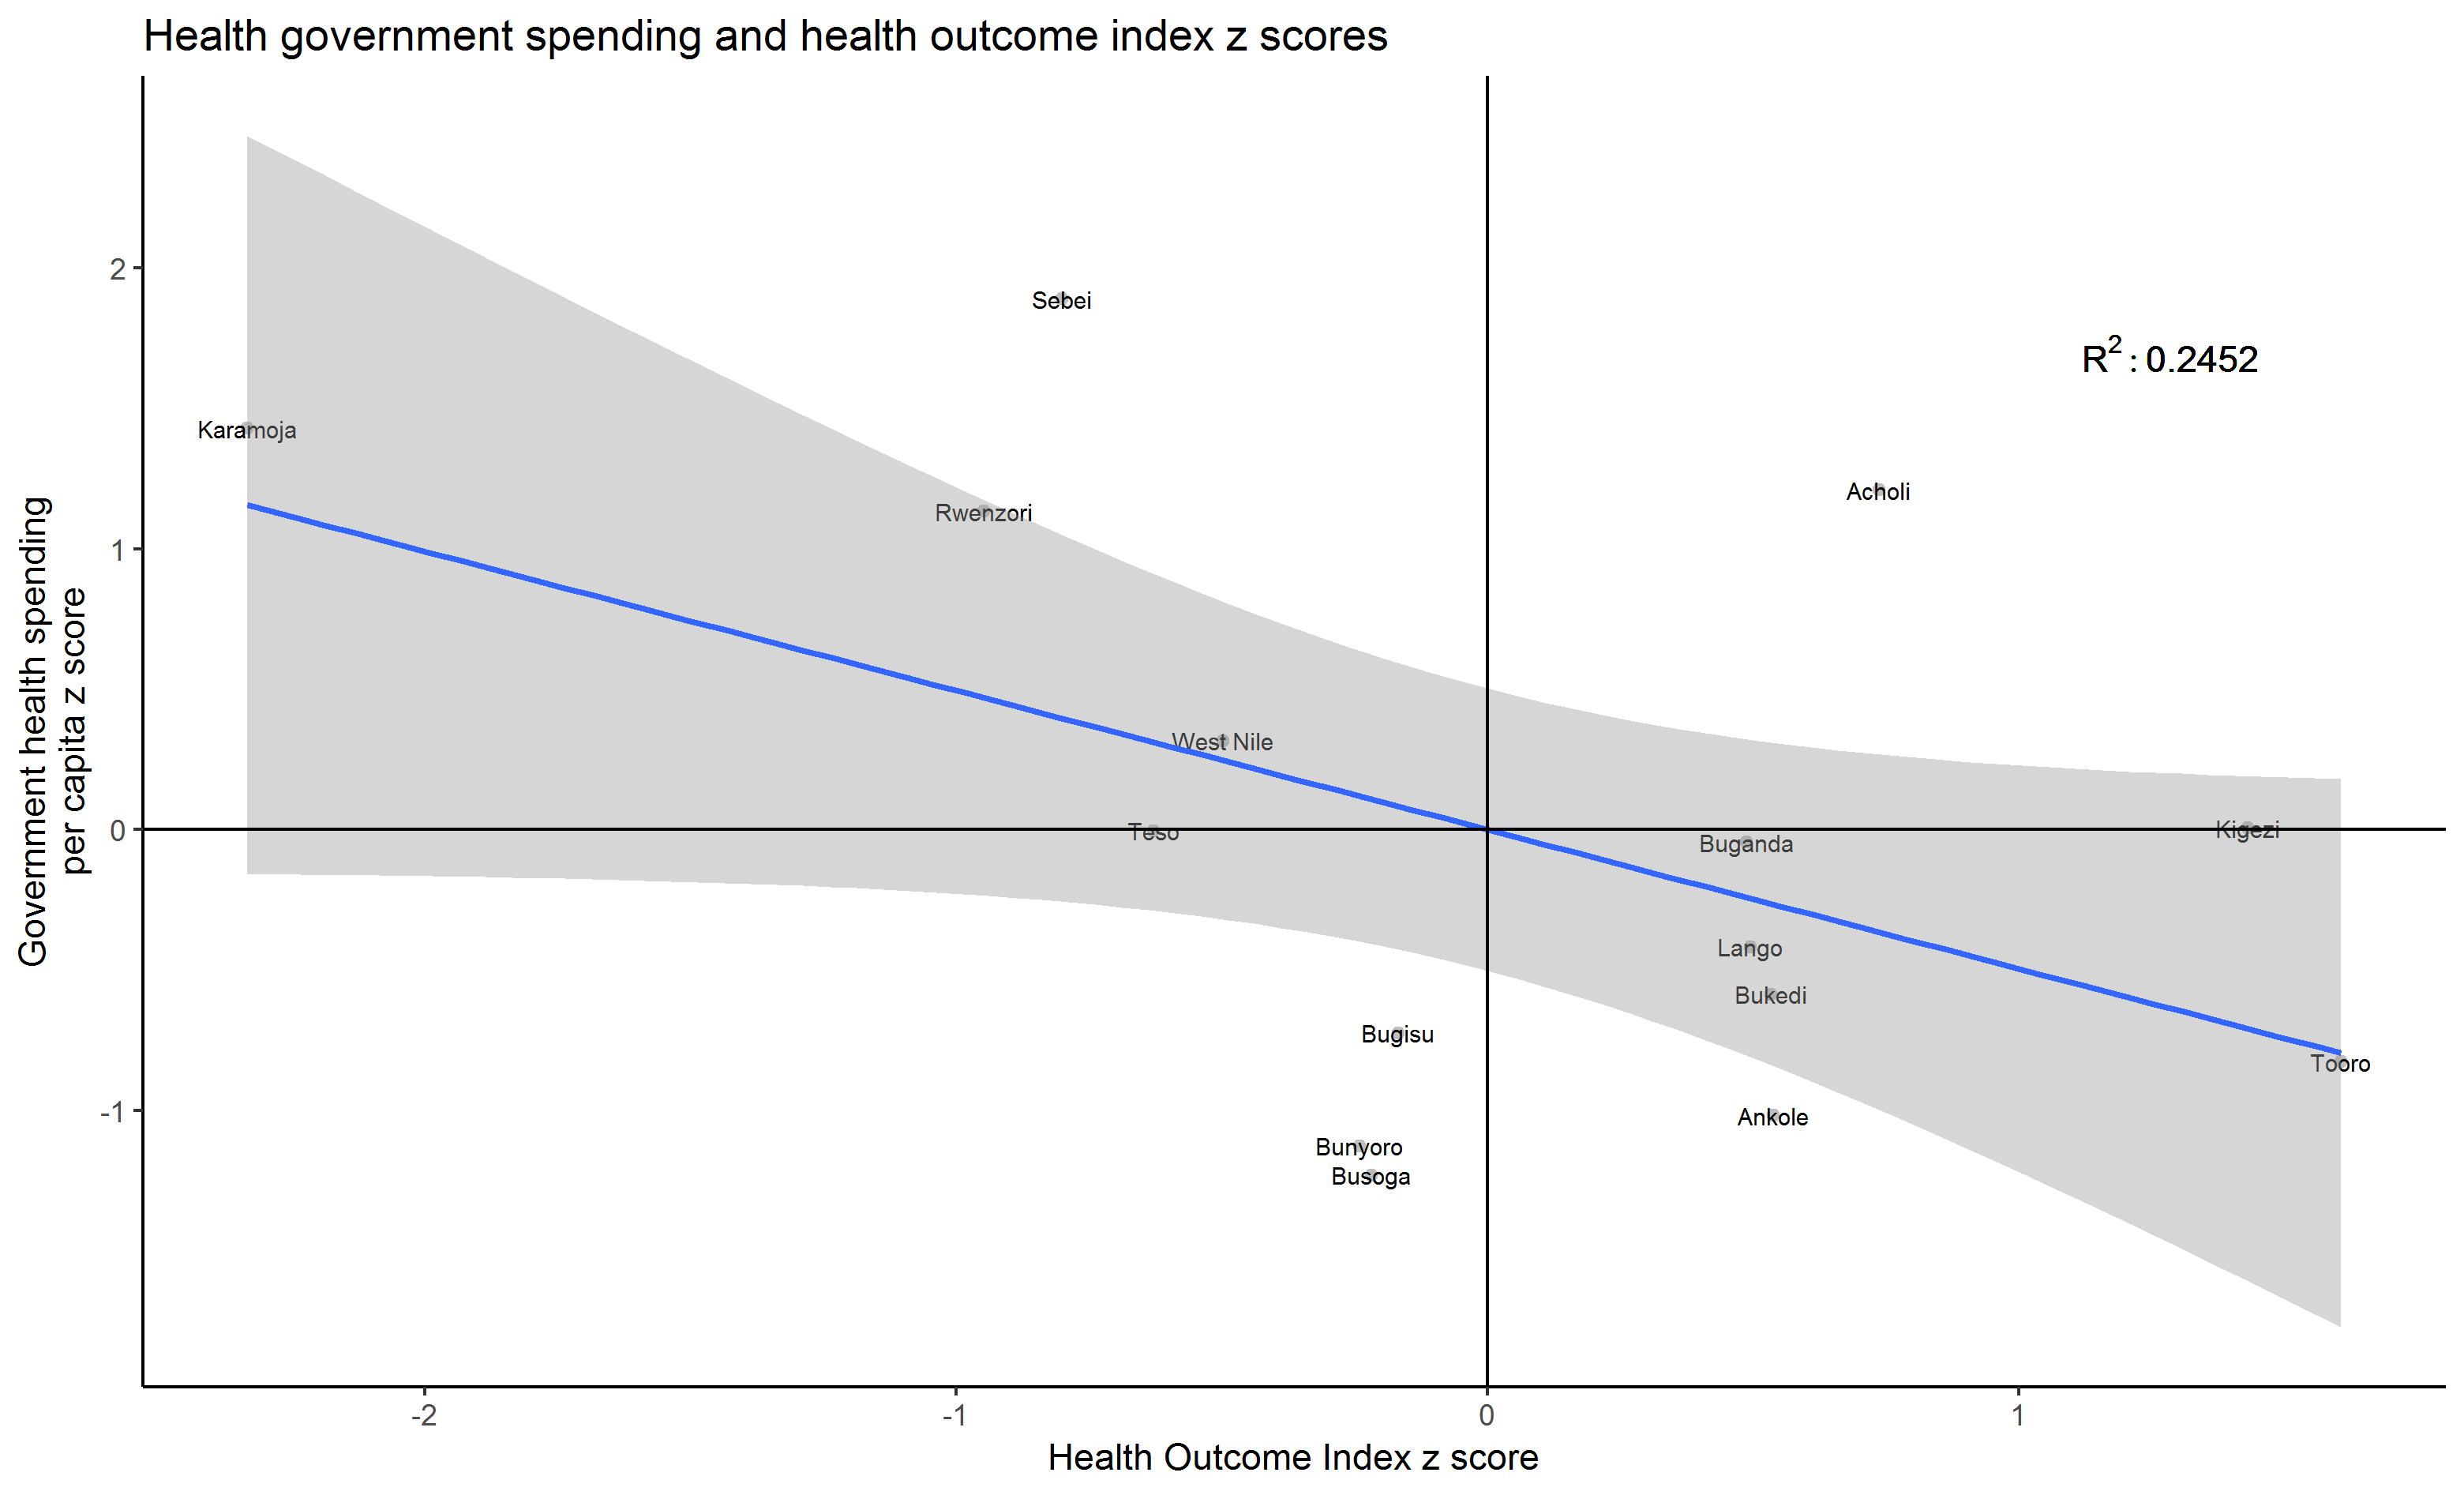 Health government spending and health outcome index z scores
Government health spending
per capita z score
2
1
0
-1
Sebei
R² : 0.2452
Karamoja
Acholi
Rwenzori
West Nile
Teso
Buganda
Kigezi
Lango
Bukedi
Bugisu
Tooro
Ankole
Bunyoro
Busoga
-2
-1
0
1
Health Outcome Index z score